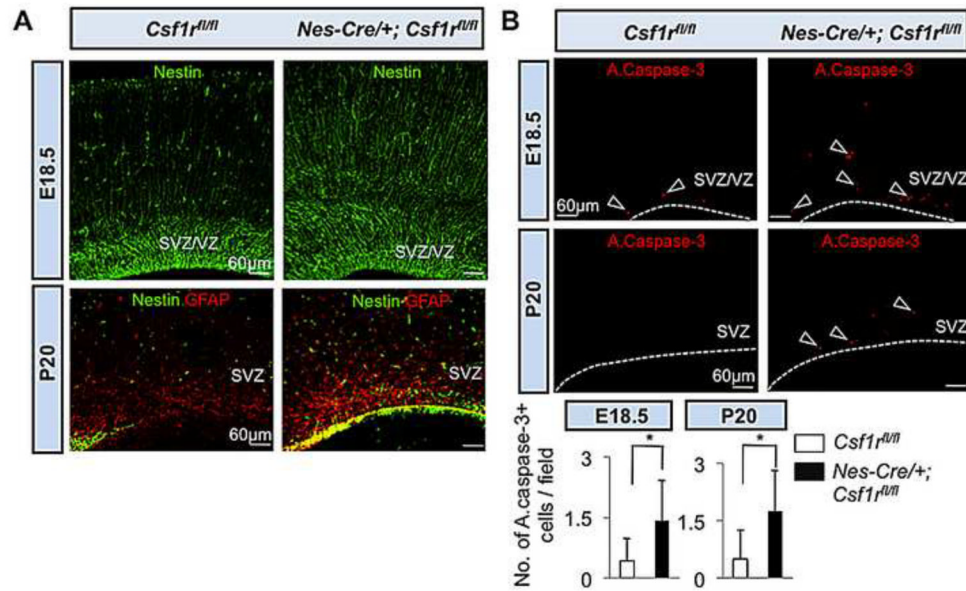 A
Csf1rfl/fl
Nes-Cre/+; Csf1rfl/fl
E18.5
Nestin
SVZ/VZ
60µm
Nestin
SVZ/VZ
P20
Nestin GFAP
SVZ
60µm
Nestin GFAP
SVZ
B
Csf1rfl/fl
Nes-Cre/+; Csf1rfl/fl
E18.5
A.Caspase-3
SVZ/VZ
60µm
A.Caspase-3
SVZ/VZ
P20
A.Caspase-3
SVZ
60µm
A.Caspase-3
SVZ
No. of A.caspase-3+
cells / field
E18.5
*
3
1.5
0
P20
*
3
1.5
0
Csf1rfl/fl
Nes-Cre/+;
Csf1rfl/fl